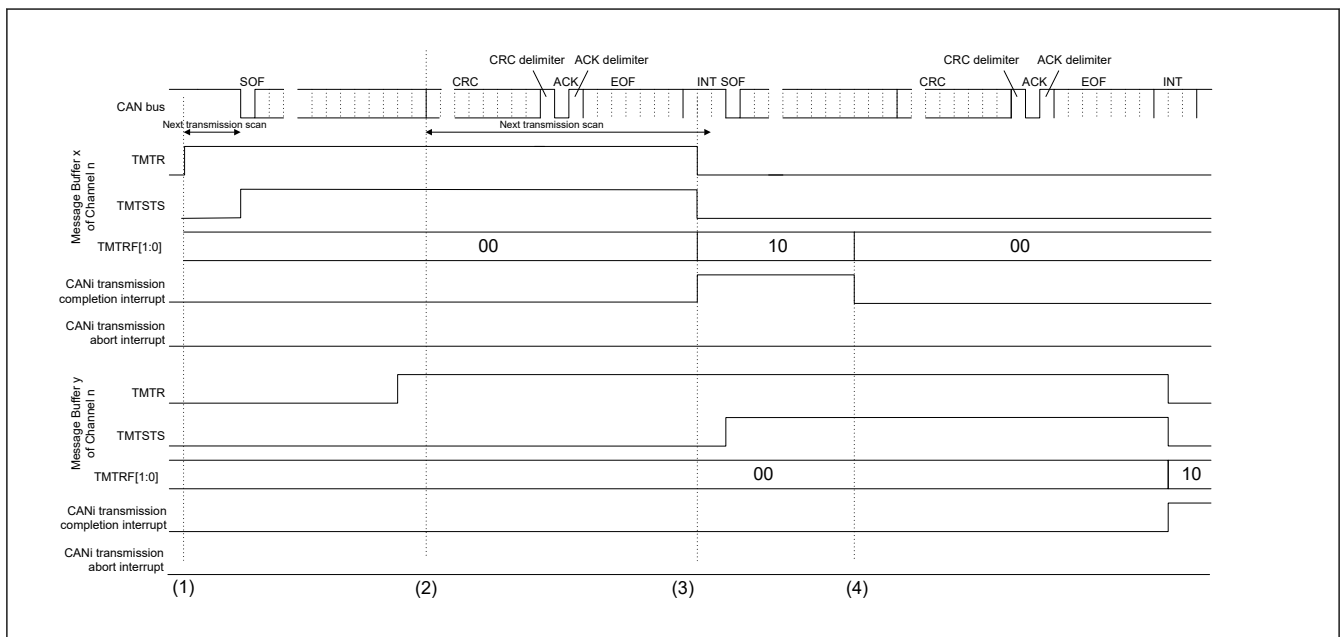 CRC delimiter ACK delimiter CRC delimiter ACK delimiter
SOF CRC ACK EOF INT SOF CRC ACK EOF INT
CAN bus
Next transmission scan Next transmission scan
Message Buffer x
of Channel n
TMTR
TMTSTS
TMTRF[1:0] 00 10 00
CANi transmission
completion interrupt
CANi transmission
abort interrupt
Message Buffer y
of Channel n
TMTR
TMTSTS
TMTRF[1:0] 00 10
CANi transmission
completion interrupt
CANi transmission
abort interrupt
(1) (2) (3) (4)